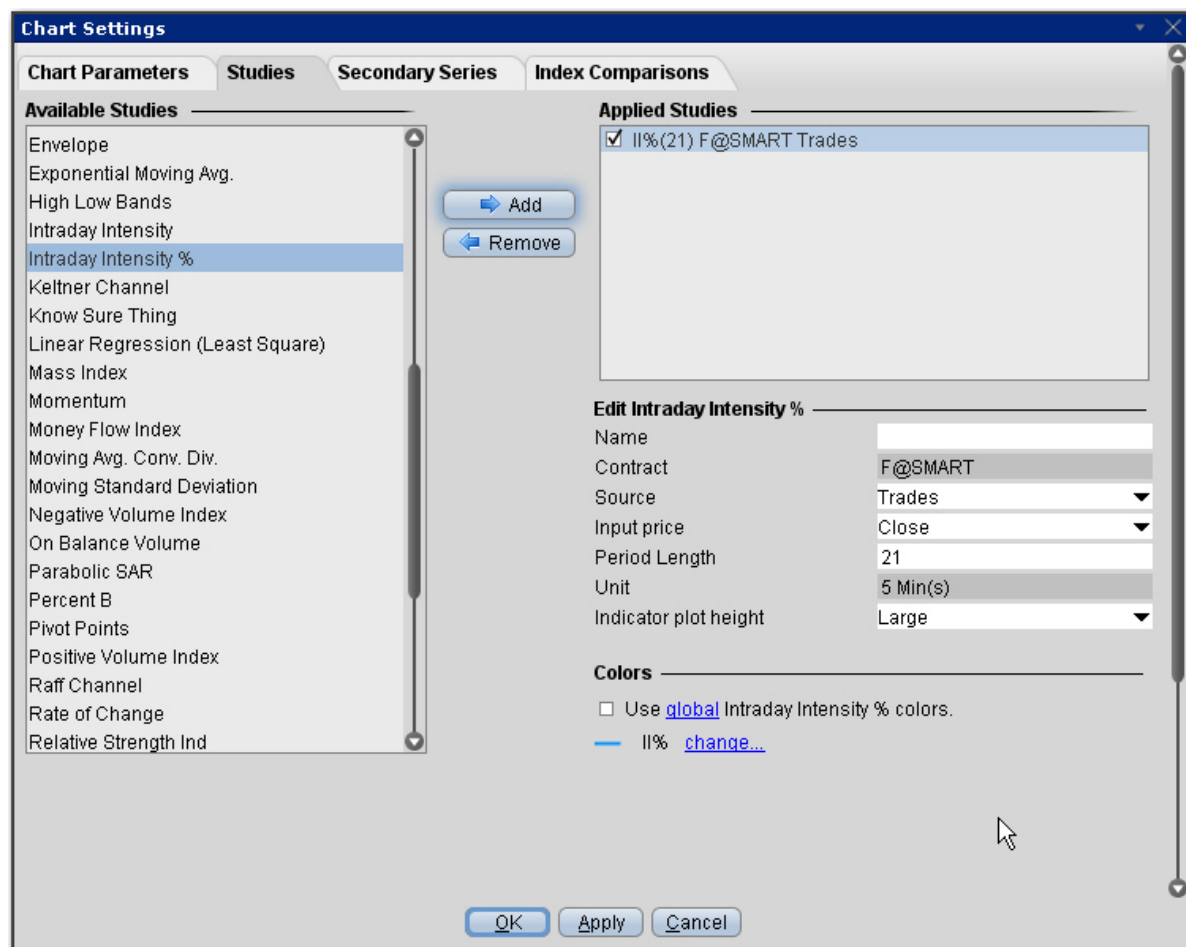 Chart Settings
Chart Parameters Studies Secondary Series Index Comparisons
Available Studies
Envelope
Exponential Moving Avg.
High Low Bands
Intraday Intensity
Intraday Intensity %
Keltner Channel
Know Sure Thing
Linear Regression (Least Square)
Mass Index
Momentum
Money Flow Index
Moving Avg. Conv. Div.
Moving Standard Deviation
Negative Volume Index
On Balance Volume
Parabolic SAR
Percent B
Pivot Points
Positive Volume Index
Raff Channel
Rate of Change
Relative Strength Ind
Add
Remove
Applied Studies
II%(21) F@SMART Trades
Edit Intraday Intensity %
Name
Contract F@SMART
Source Trades
Input price Close
Period Length 21
Unit 5 Min(s)
Indicator plot height Large
Colors
Use global Intraday Intensity % colors.
II% change...
OK Apply Cancel